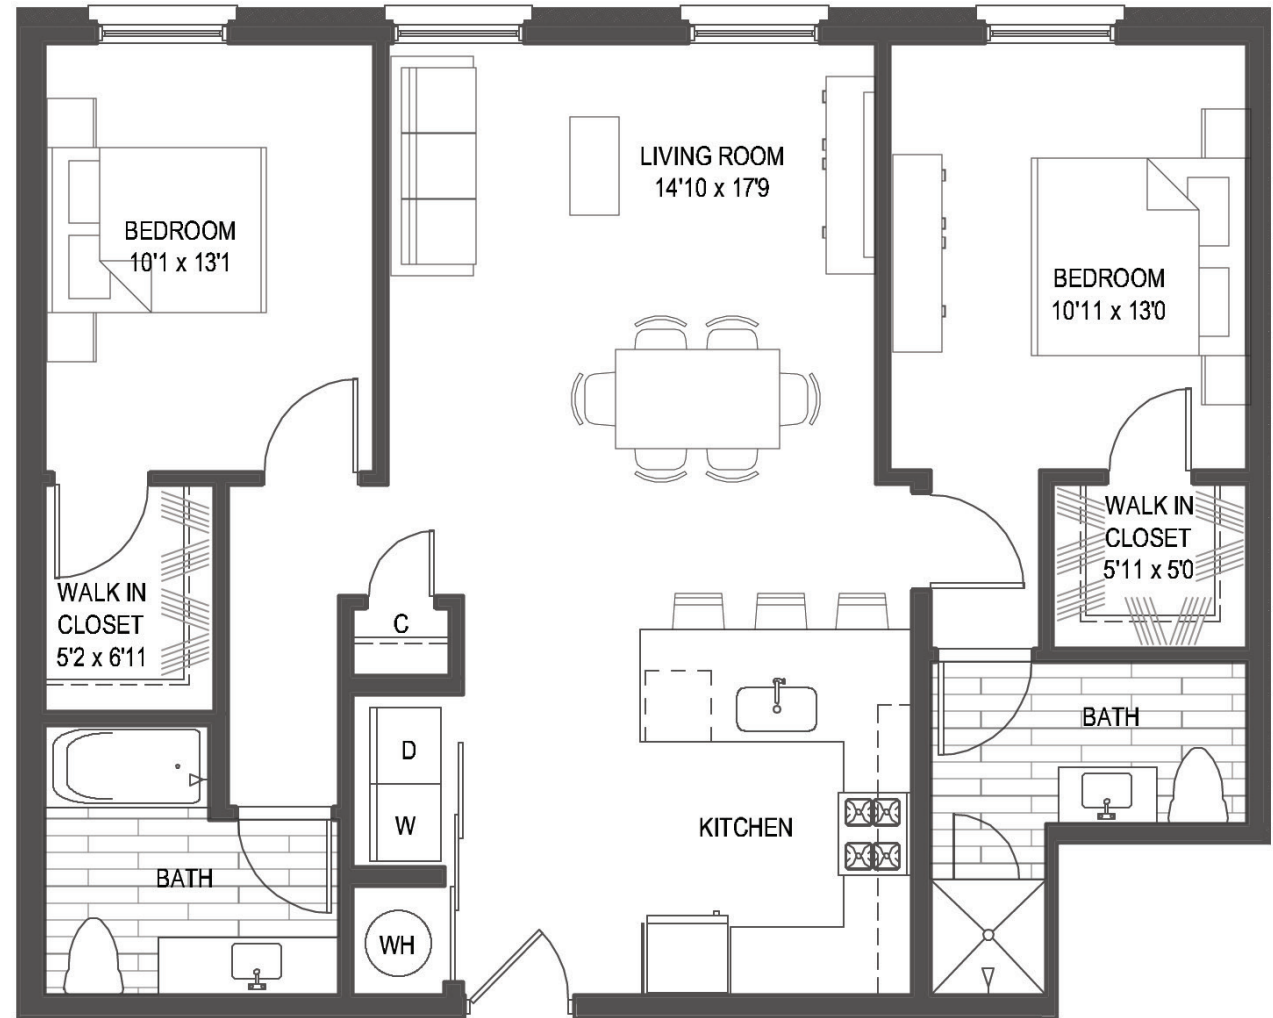 LIVING ROOM
14'10 x 17'9
BEDROOM
10'1 x 13'1
BEDROOM
10'11 x 13'0
WALK IN
CLOSET
5'11 x 5'0
WALK IN
CLOSET
5'2 x 6'11
C
D
W
WH
KITCHEN
BATH
BATH